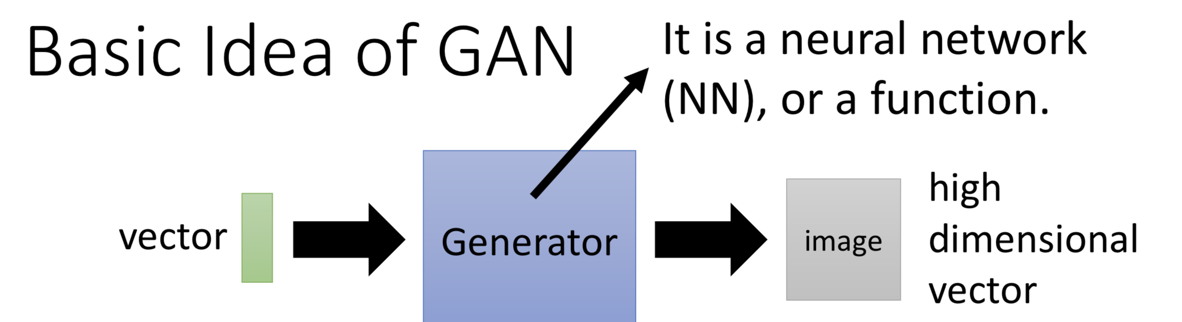 Basic Idea of GAN
It is a neural network
(NN), or a function.
vector
Generator
image
high
dimensional
vector